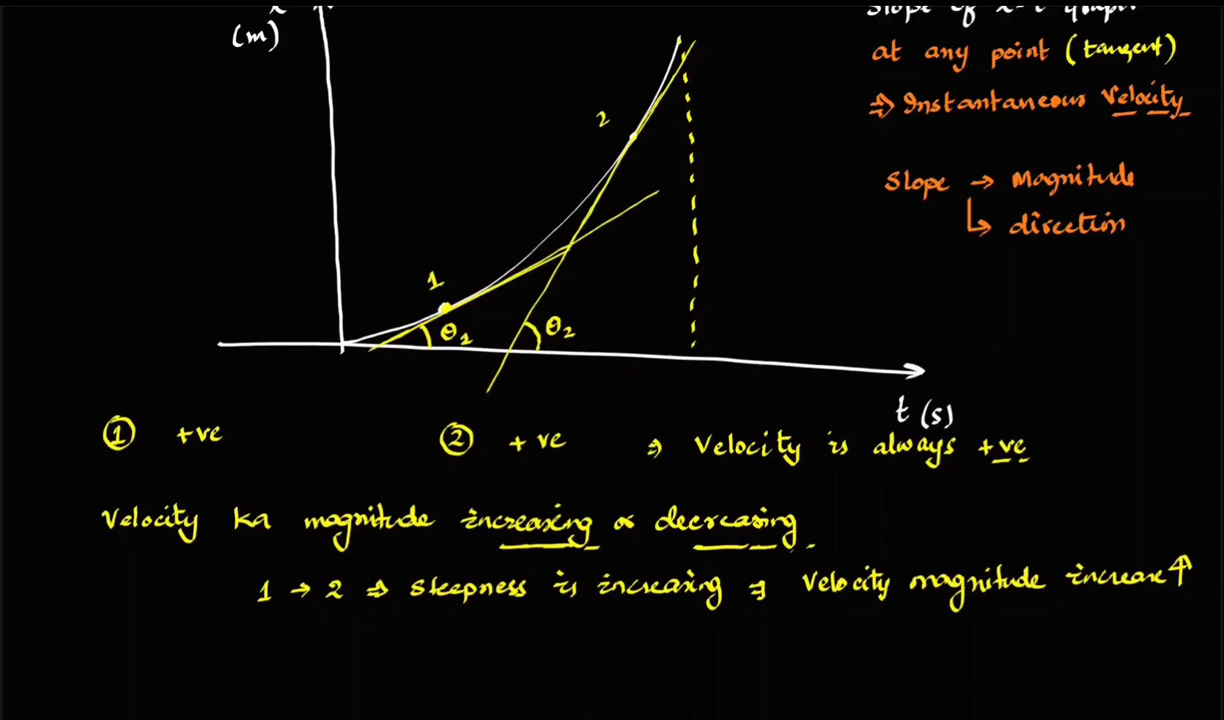 x
(m)
Slope of x-t graph
at any point (tangent)
⇒ Instantaneous Velocity
Slope → Magnitude
↳ direction
2
1
θ1
θ2
t (s)
① +ve ② +ve ⇒ Velocity is always +ve
Velocity ka magnitude increasing or decreasing
1 → 2 ⇒ Steepness is increasing ⇒ Velocity magnitude increase ↑